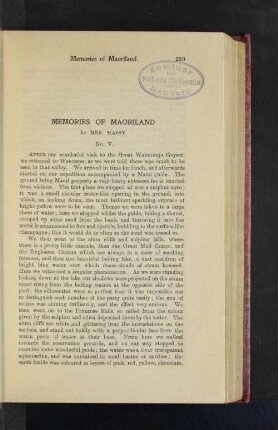 Memories of Maoriland 229
MEMORIES OF MAORILAND
By MRS. HAPPY
No. V.
AFTER our wonderful visit to the Great Geyser,
we returned to Wairakei as we were told there was much to be
seen in that valley. We arrived in time for lunch, and afterwards
started on our expedition accompanied by a Maori guide. The
ground being Maori property a very heavy entrance fee is exacted
from visitors. The first place we stopped at was a sulphur cave;
it was a small circular crater-like opening in the ground, into
which, on looking down, the most brilliant sparkling crystals of
bright yellow were to be seen. Thence we were taken to a large
sheet of water; here we stopped whilst the guide, taking a shovel,
scooped up some sand from the bank, and throwing it into the
water it commenced to fizz and sparkle, bubbling to the surface like
champagne; this it would do as often as the sand was tossed in.
We then went to the alum cliffs and sulphur falls, where
there is a pretty little cascade, then the Great Mud Geyser, and
the Explosion Craters which are always in a state of seething
ferment, and then the beautiful boiling lake, a vast cauldron of
bright blue water over which dense clouds of steam hovered.
Here we witnessed a singular phenomenon. As we were standing
looking down at the lake our shadows were projected on the steam
cloud rising from the boiling waters at the opposite side of the
pool, the silhouettes were so perfect that it was impossible not
to distinguish each member of the party quite easily; the sun of
course was shining brilliantly, and the effect very curious. We
then went on to the Primrose Falls, so called from the colour
given by the sulphur and silica deposited there by the water. The
alum cliffs are white and glittering from the incrustations on the
surface, and stand out boldly with a perpendicular face from the
warm pools of water at their base. From here we walked
towards the reservation grounds, and on our way stopped to
examine some wonderful pools; the water was a clear transparent
aquamarine, and was contained in small basins or cavities; the
earth inside was coloured in layers of pink, red, yellow, chocolate,